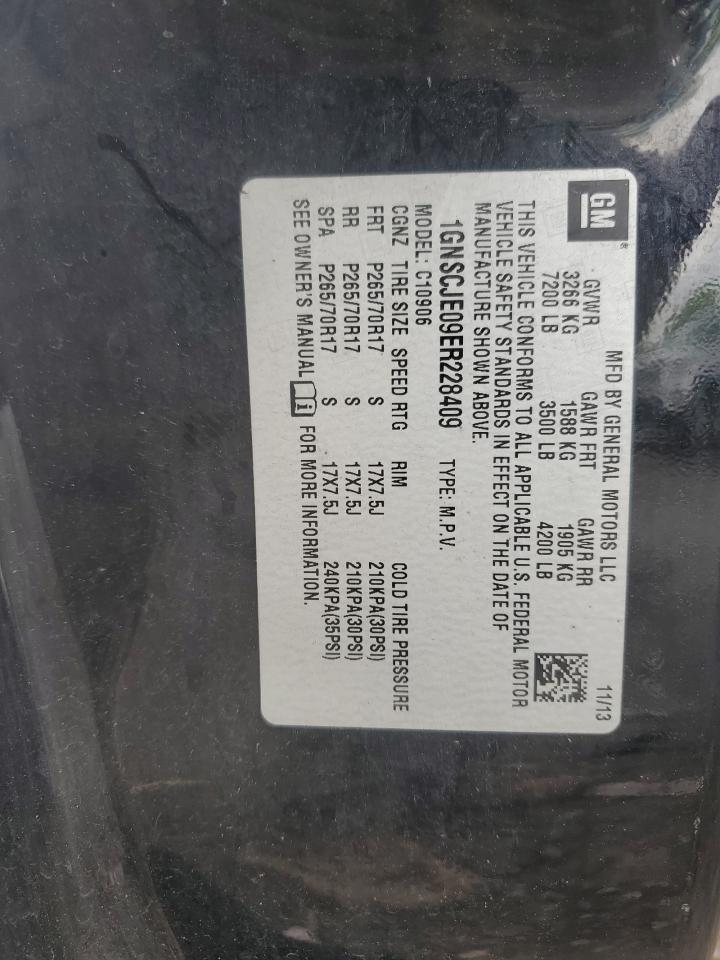 GM ®
MFD BY GENERAL MOTORS LLC 11/13
GVWR GAWR FRT GAWR RR
3266 KG 1588 KG 1905 KG
7200 LB 3500 LB 4200 LB
THIS VEHICLE CONFORMS TO ALL APPLICABLE U.S. FEDERAL MOTOR
VEHICLE SAFETY STANDARDS IN EFFECT ON THE DATE OF
MANUFACTURE SHOWN ABOVE.
1GNSCJE09ER228409 TYPE: M.P.V.
MODEL: C10906
CGNZ TIRE SIZE SPEED RTG RIM COLD TIRE PRESSURE
FRT P265/70R17 S 17X7.5J 210KPA(30PSI)
RR P265/70R17 S 17X7.5J 210KPA(30PSI)
SPA P265/70R17 S 17X7.5J 240KPA(35PSI)
SEE OWNER'S MANUAL i FOR MORE INFORMATION.